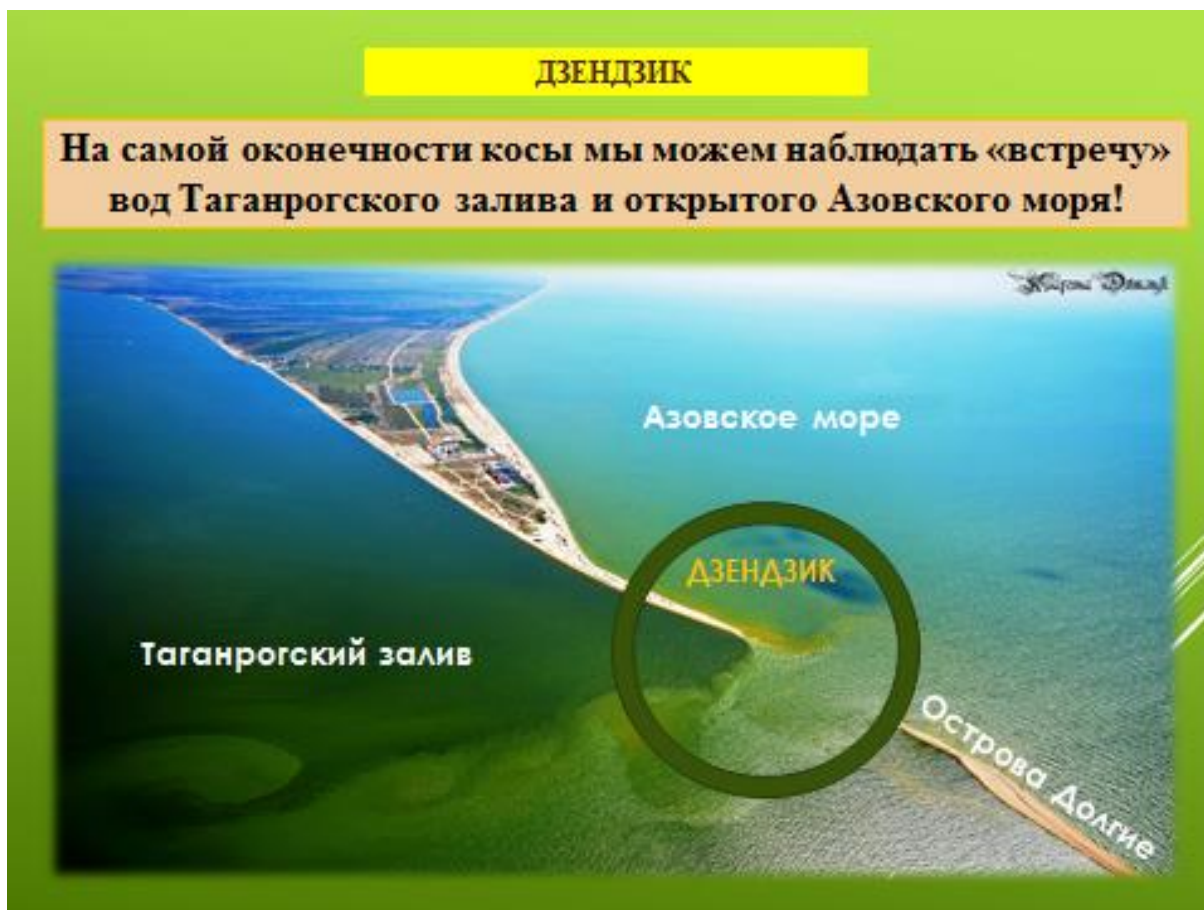 ДЗЕНДЗИК
На самой оконечности косы мы можем наблюдать «встречу»
вод Таганрогского залива и открытого Азовского моря!
Азовское море
ДЗЕНДЗИК
Таганрогский залив
Острова Долгие